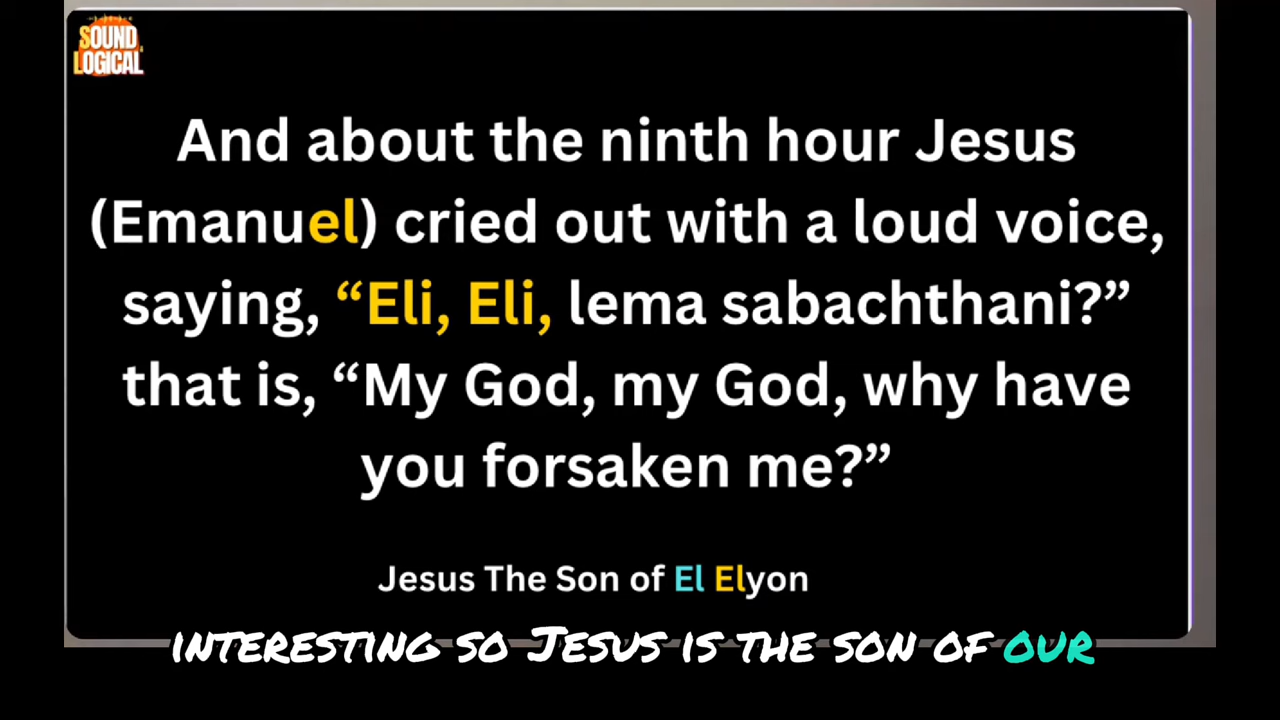 SOUND
LOGICAL
And about the ninth hour Jesus
(Emanuel) cried out with a loud voice,
saying, “Eli, Eli, lema sabachthani?”
that is, “My God, my God, why have
you forsaken me?”
Jesus The Son of El Elyon
INTERESTING SO JESUS IS THE SON OF OUR